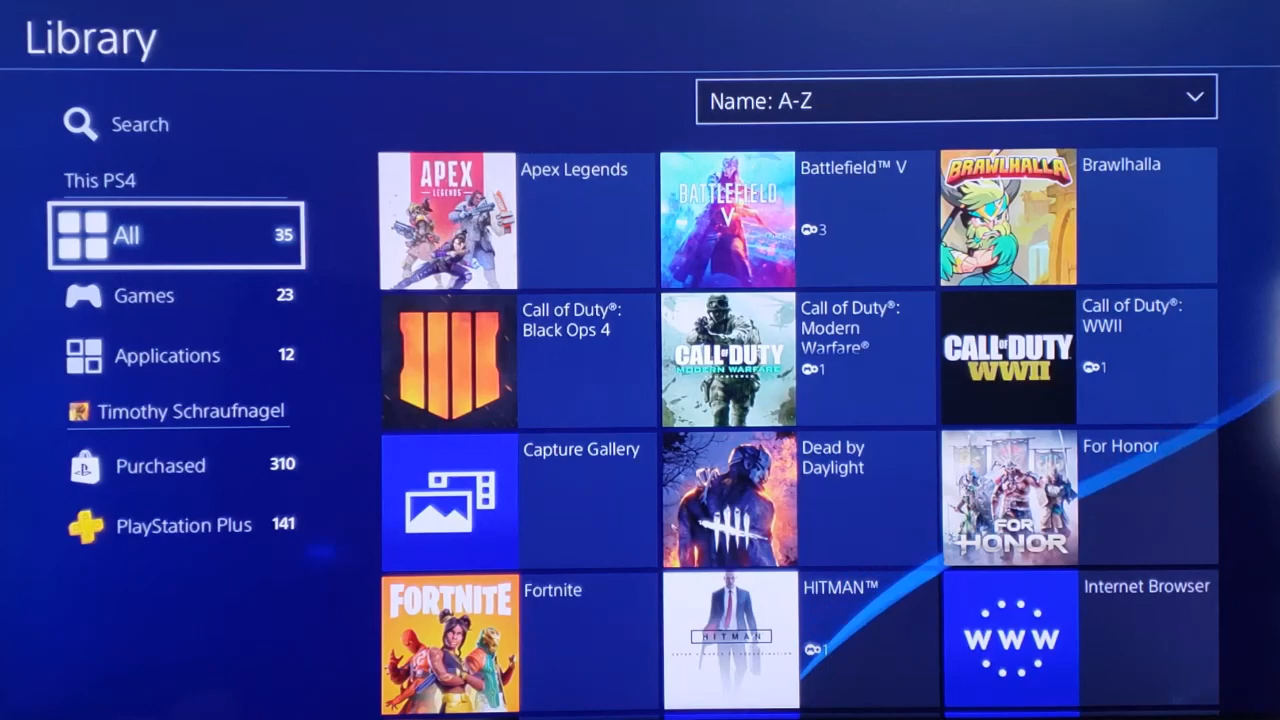 Library
Name: A-Z
Search
This PS4
All 35
Games 23
Applications 12
Timothy Schraufnagel
Purchased 310
PlayStation Plus 141
APEX
LEGENDS
Apex Legends
BATTLEFIELD
V
Battlefield™ V
3
BRAWLHALLA
Brawlhalla
Call of Duty®:
Black Ops 4
CALL OF DUTY
MODERN WARFARE
REMASTERED
Call of Duty®:
Modern
Warfare®
1
CALL OF DUTY
WWII
Call of Duty®:
WWII
1
Capture Gallery
Dead by
Daylight
FOR
HONOR
For Honor
FORTNITE
Fortnite
HITMAN
HITMAN™
1
WWW
Internet Browser